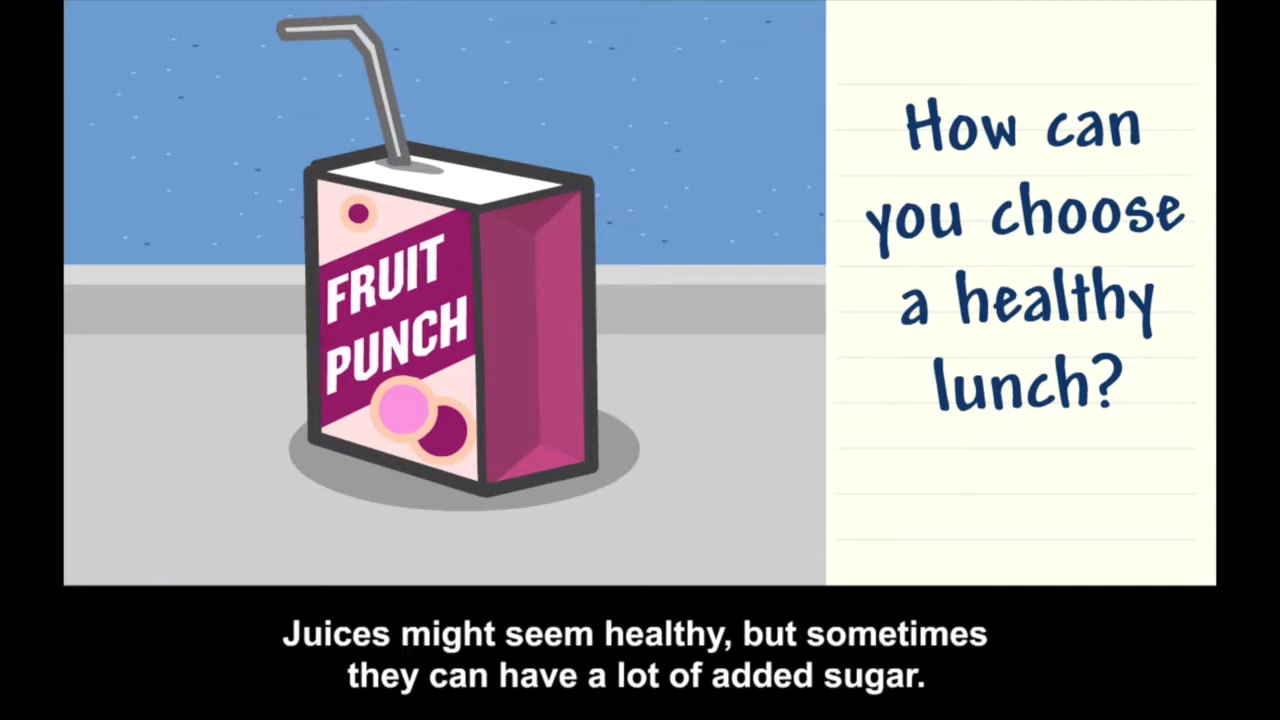 FRUIT
PUNCH
How can
you choose
a healthy
lunch?
Juices might seem healthy, but sometimes
they can have a lot of added sugar.